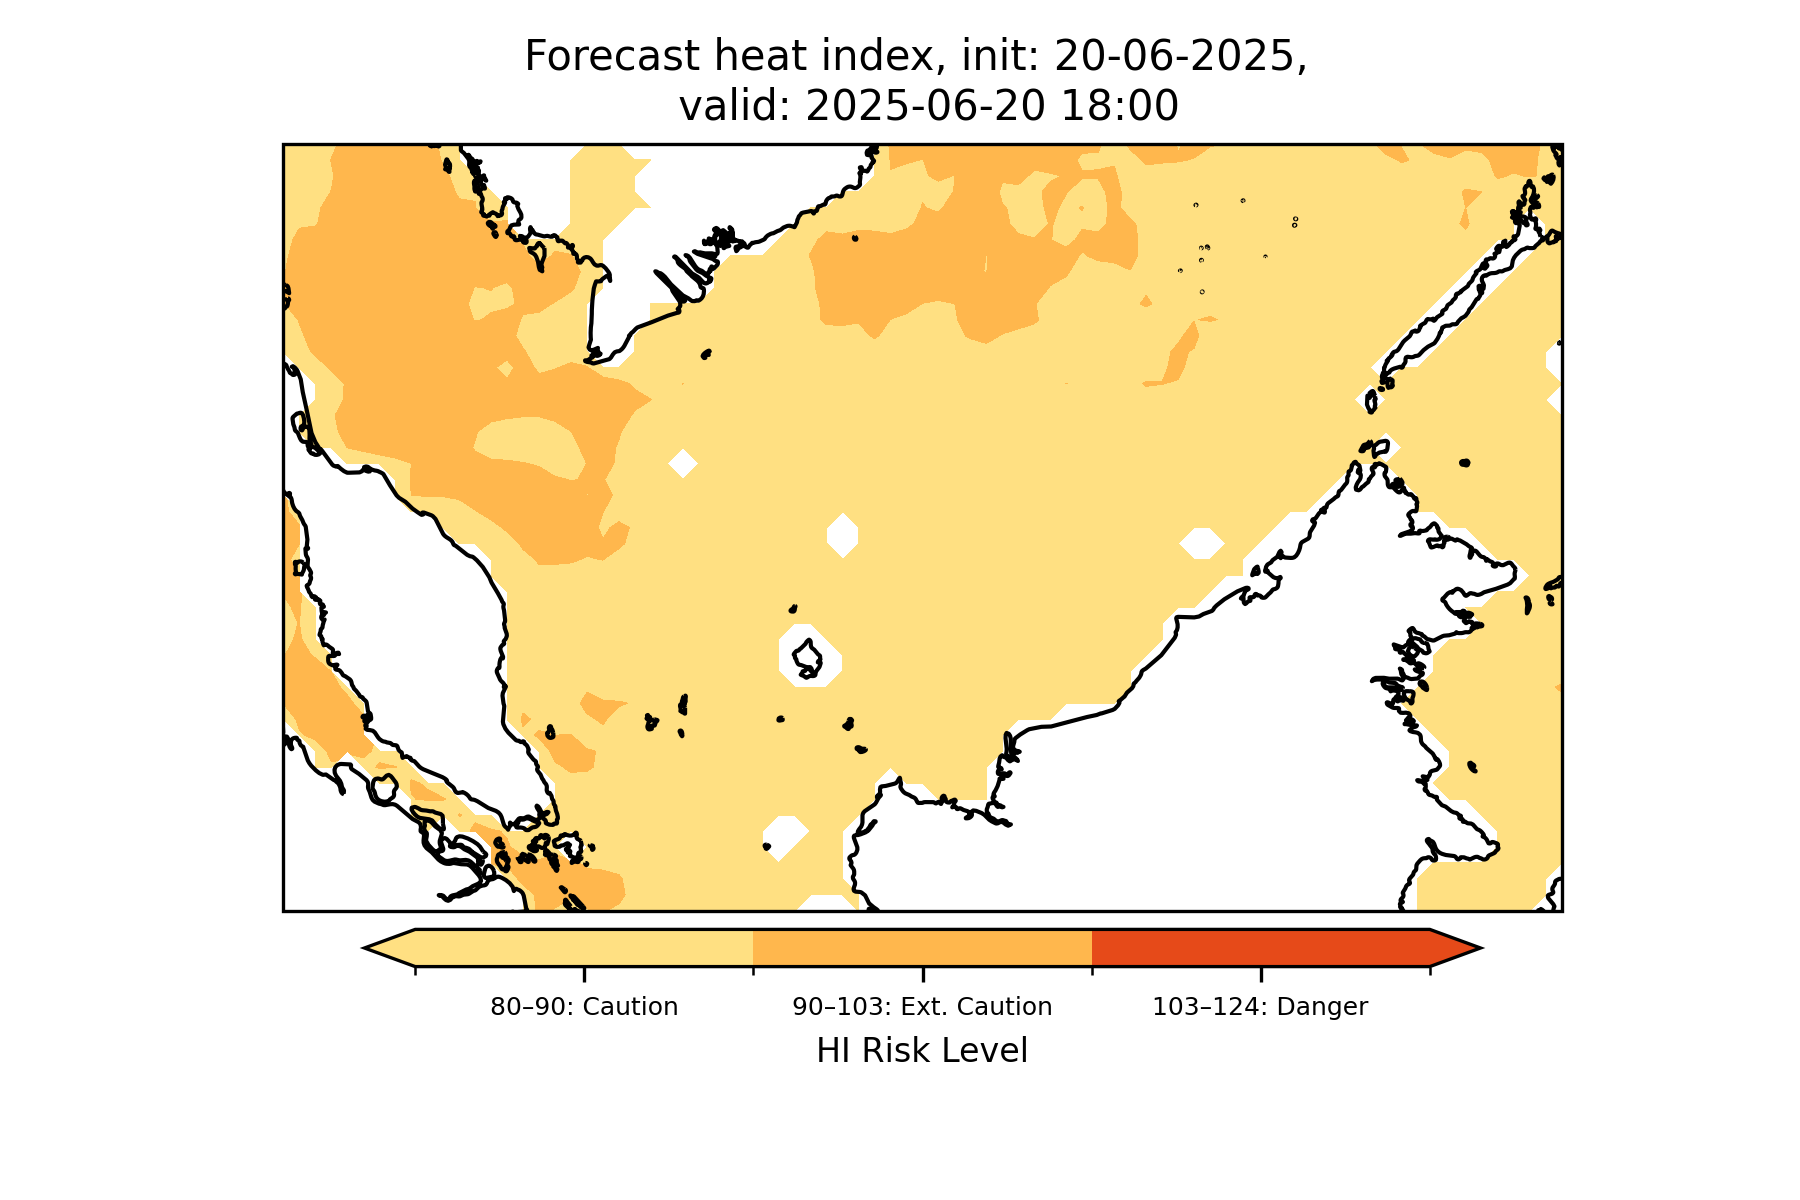 Forecast heat index, init: 20-06-2025,
valid: 2025-06-20 18:00
80–90: Caution
90–103: Ext. Caution
103–124: Danger
HI Risk Level